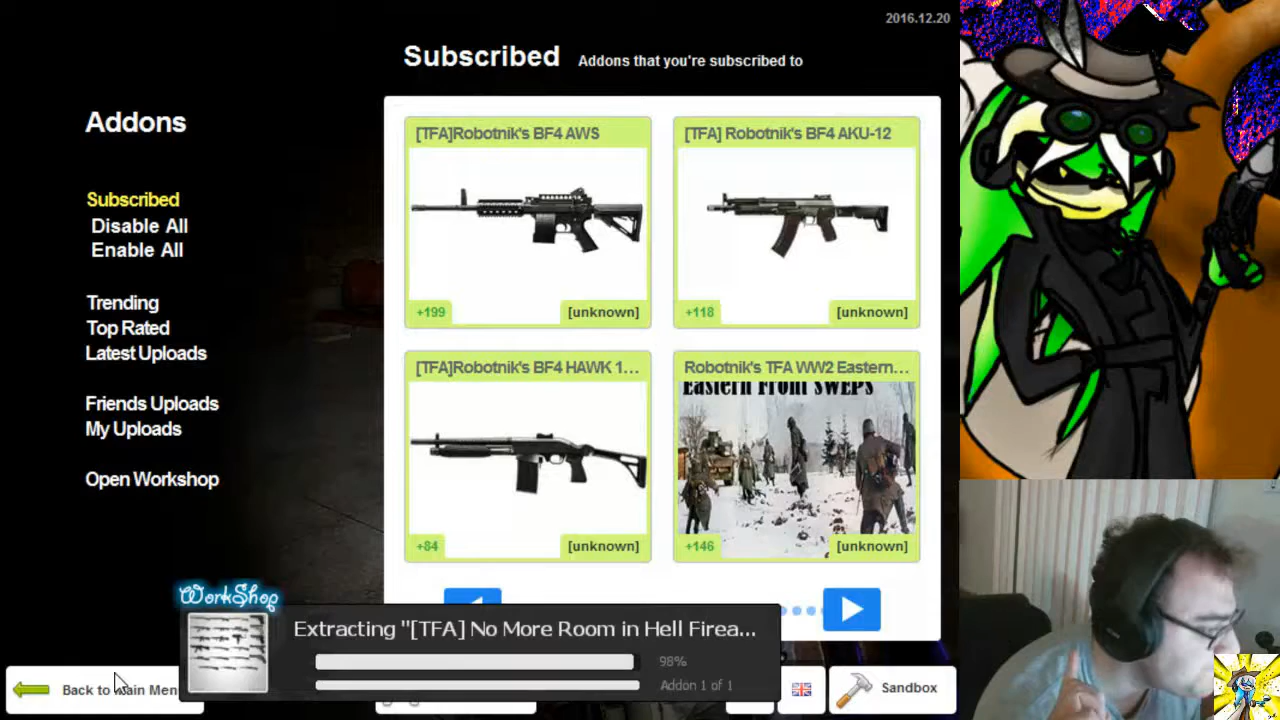 2016.12.20
Subscribed Addons that you're subscribed to
Addons
Subscribed
Disable All
Enable All
Trending
Top Rated
Latest Uploads
Friends Uploads
My Uploads
Open Workshop
[TFA]Robotnik's BF4 AWS
+199 [unknown]
[TFA] Robotnik's BF4 AKU-12
+118 [unknown]
[TFA]Robotnik's BF4 HAWK 1...
+84 [unknown]
Robotnik's TFA WW2 Eastern...
Eastern Front SWEPs
+146 [unknown]
WorkShop
Extracting "[TFA] No More Room in Hell Firea...
98%
Addon 1 of 1
Back to Main Men
Sandbox